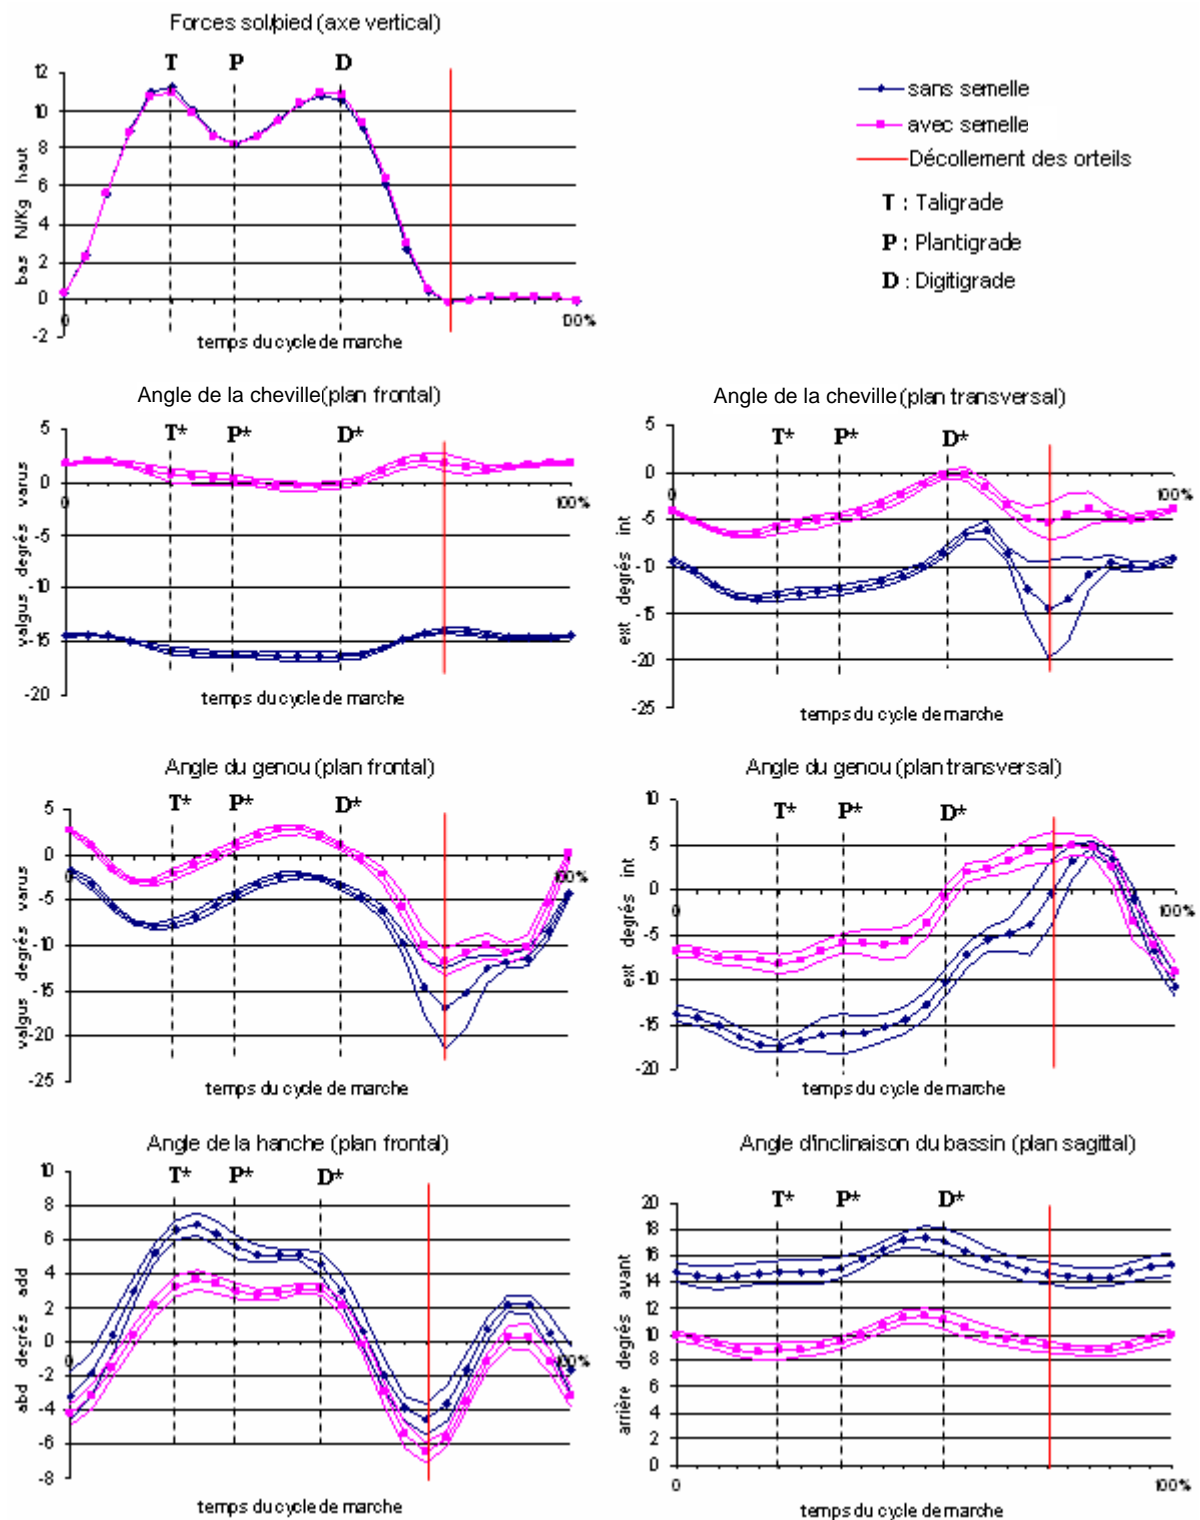 Forces sol/pied (axe vertical)
T P D
12
10
8
6
4
2
0
-2
bas N/Kg haut
0 100%
temps du cycle de marche
sans semelle
avec semelle
Décollement des orteils
T : Taligrade
P : Plantigrade
D : Digitigrade
Angle de la cheville(plan frontal)
T* P* D*
5
0
-5
-10
-15
-20
valgus degrés varus
0 100%
temps du cycle de marche
Angle de la cheville (plan transversal)
T* P* D*
5
0
-5
-10
-15
-20
-25
ext degrés int
0 100%
temps du cycle de marche
Angle du genou (plan frontal)
T* P* D*
5
0
-5
-10
-15
-20
-25
valgus degrés varus
0 100%
temps du cycle de marche
Angle du genou (plan transversal)
T* P* D*
10
5
0
-5
-10
-15
-20
ext degrés int
0 100%
temps du cycle de marche
Angle de la hanche (plan frontal)
T* P* D*
10
8
6
4
2
0
-2
-4
-6
-8
abd degrés add
0 100%
temps du cycle de marche
Angle d'inclinaison du bassin (plan sagittal)
T* P* D*
20
18
16
14
12
10
8
6
4
2
0
arrière degrés avant
0 100%
temps du cycle de marche